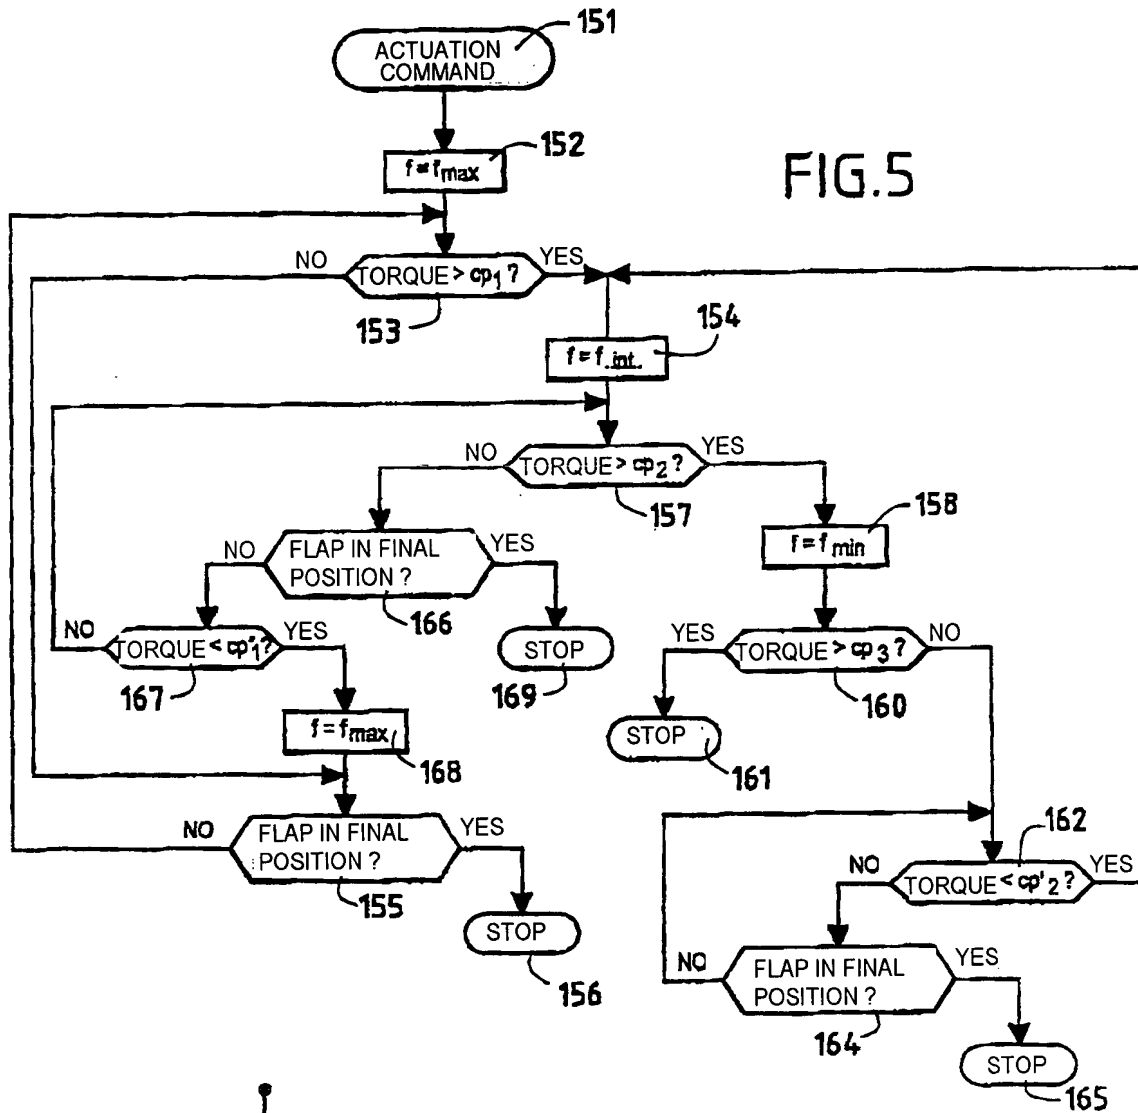 151
ACTUATION
COMMAND
152
f = fmax
FIG.5
NO
TORQUE > cp1 ?
YES
153
154
f = f.int.
NO
TORQUE > cp2 ?
YES
157
158
f = fmin
NO
FLAP IN FINAL
POSITION ?
YES
166
NO
TORQUE < cp"1 ?
YES
167
STOP
169
YES
TORQUE > cp3 ?
NO
160
f = fmax
168
STOP
161
NO
FLAP IN FINAL
POSITION ?
YES
155
162
NO
TORQUE < cp'2 ?
YES
STOP
156
NO
FLAP IN FINAL
POSITION ?
YES
164
STOP
165